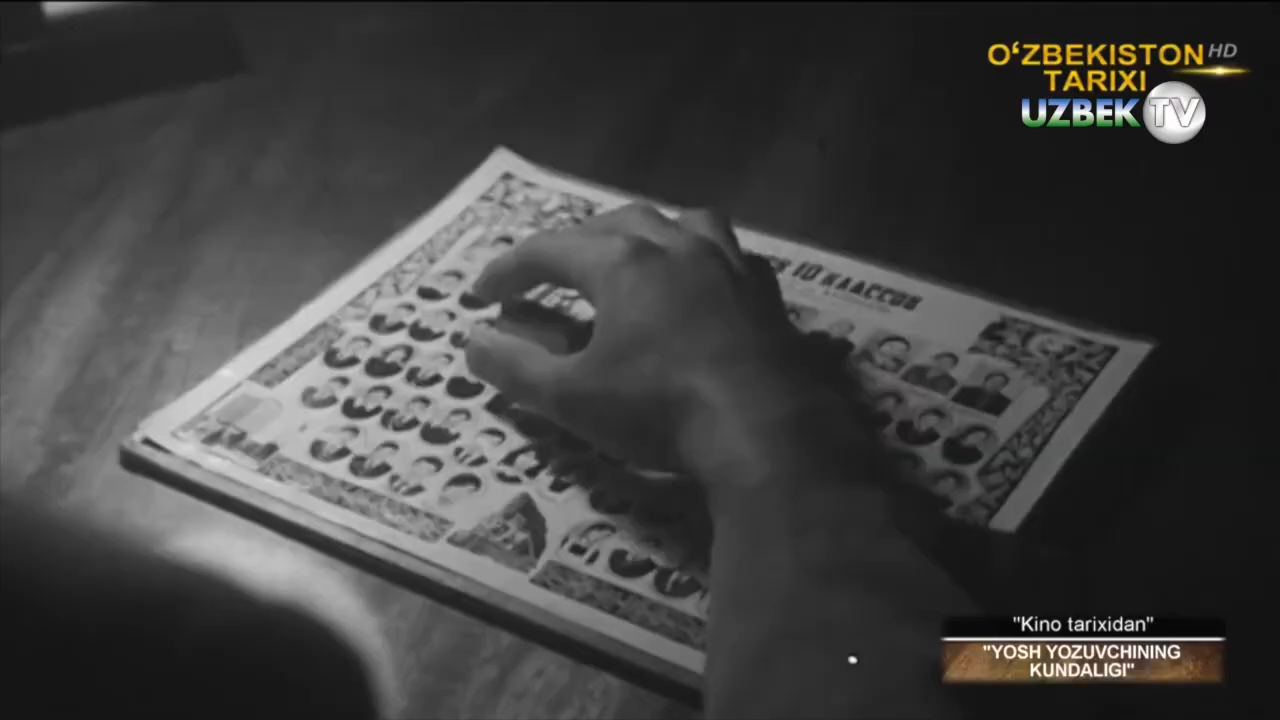 O‘ZBEKISTON HD
TARIXI
UZBEK TV
10 КЛАССОВ
"Kino tarixidan"
"YOSH YOZUVCHINING
KUNDALIGI"